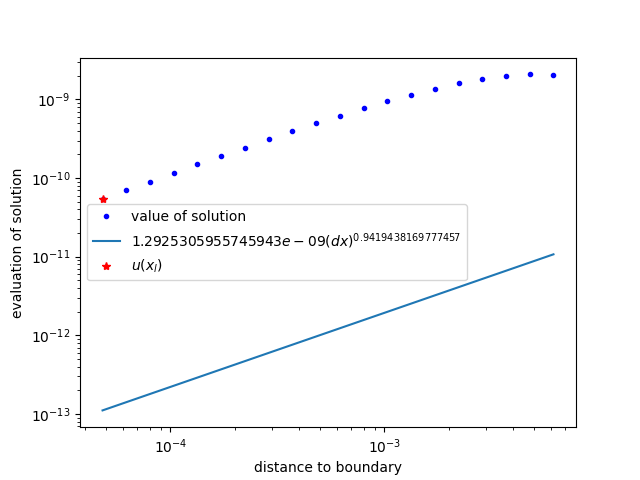 10⁻⁹
10⁻¹⁰
10⁻¹¹
10⁻¹²
10⁻¹³
evaluation of solution
value of solution
1.2925305955745943e − 09(dx)^0.9419438169777457
u(x_l)
10⁻⁴
10⁻³
distance to boundary